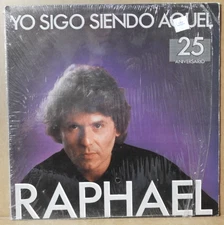 YO SIGO SIENDO AQUEL
25
ANIVERSARIO
RAPHAEL